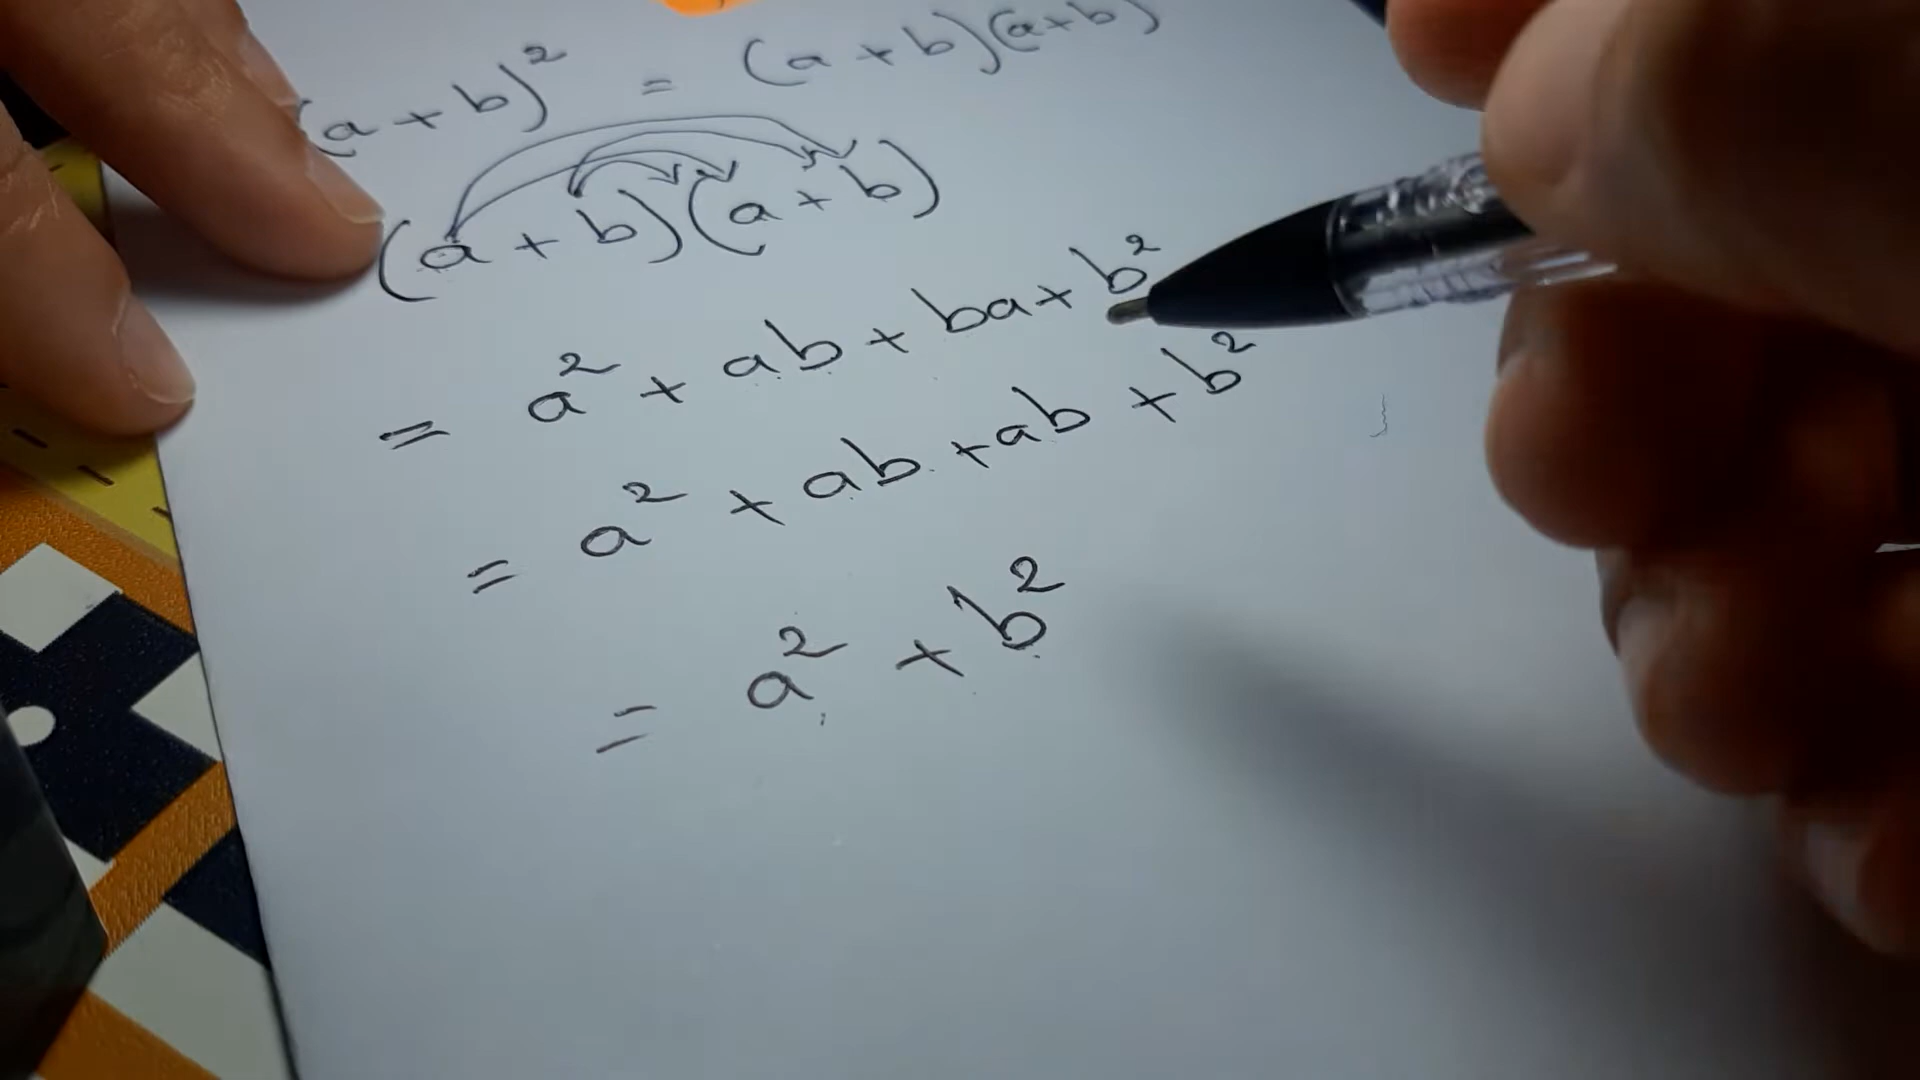 (a + b)² = (a + b)(a+b)
(a + b)(a + b)
= a² + ab + ba + b²
= a² + ab + ab + b²
= a² + b²